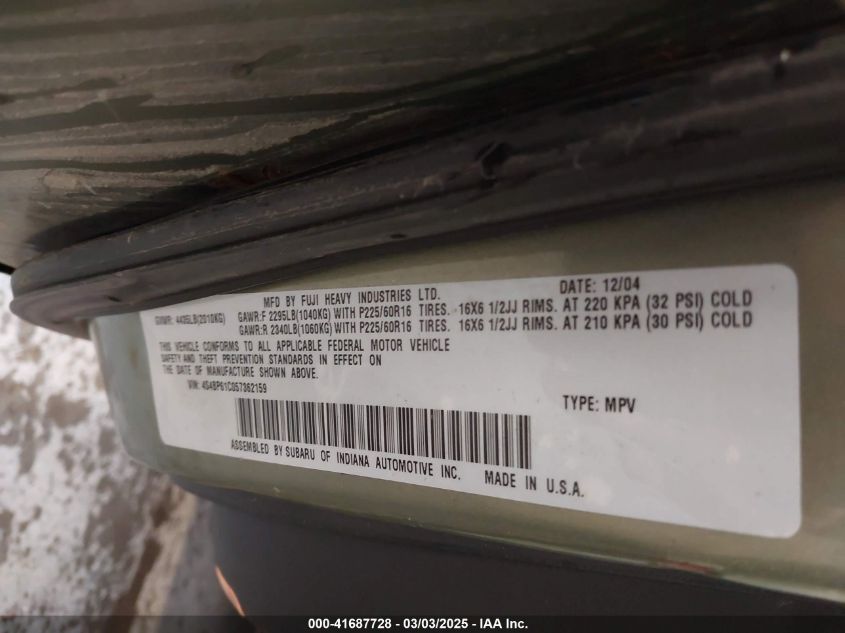 MFD BY FUJI HEAVY INDUSTRIES LTD. DATE: 12/04
GVWR: 4435LB(2010KG) GAWR:F 2295LB(1040KG) WITH P225/60R16 TIRES. 16X6 1/2JJ RIMS. AT 220 KPA (32 PSI) COLD
GAWR:R 2340LB(1060KG) WITH P225/60R16 TIRES. 16X6 1/2JJ RIMS. AT 210 KPA (30 PSI) COLD
THIS VEHICLE CONFORMS TO ALL APPLICABLE FEDERAL MOTOR VEHICLE
SAFETY AND THEFT PREVENTION STANDARDS IN EFFECT ON
THE DATE OF MANUFACTURE SHOWN ABOVE.
VIN: 4S4BP61C057362159 TYPE: MPV
ASSEMBLED BY SUBARU OF INDIANA AUTOMOTIVE INC. MADE IN U.S.A.
000-41687728 - 03/03/2025 - IAA Inc.